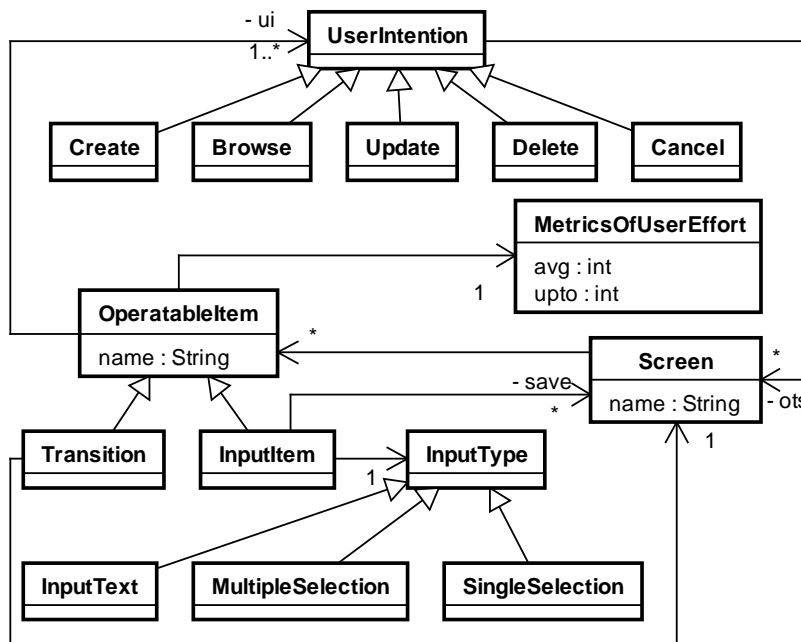 - ui
UserIntention
1..*
Create
Browse
Update
Delete
Cancel
MetricsOfUserEffort
avg : int
upto : int
1
OperatableItem
name : String
*
Screen
name : String
*
- ots
- save
*
1
Transition
InputItem
1
InputType
InputText
MultipleSelection
SingleSelection